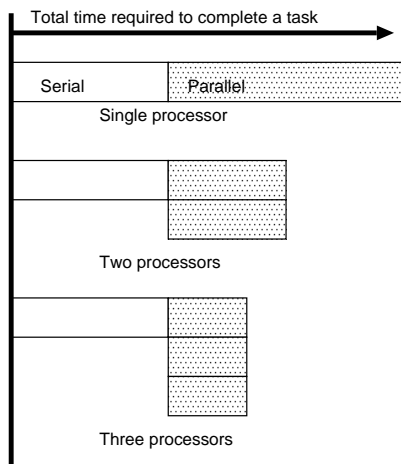 Total time required to complete a task
Serial Parallel
Single processor
Two processors
Three processors